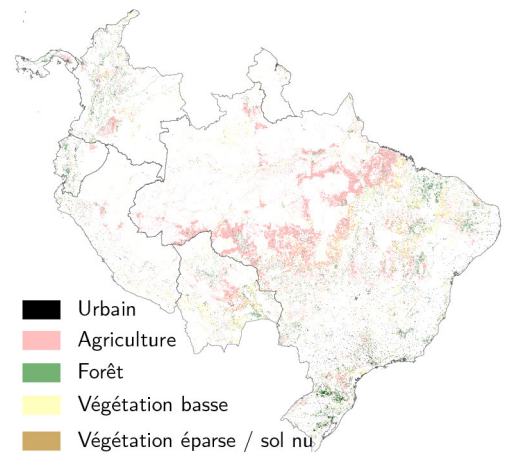 Urbain
Agriculture
Forêt
Végétation basse
Végétation éparse / sol nu